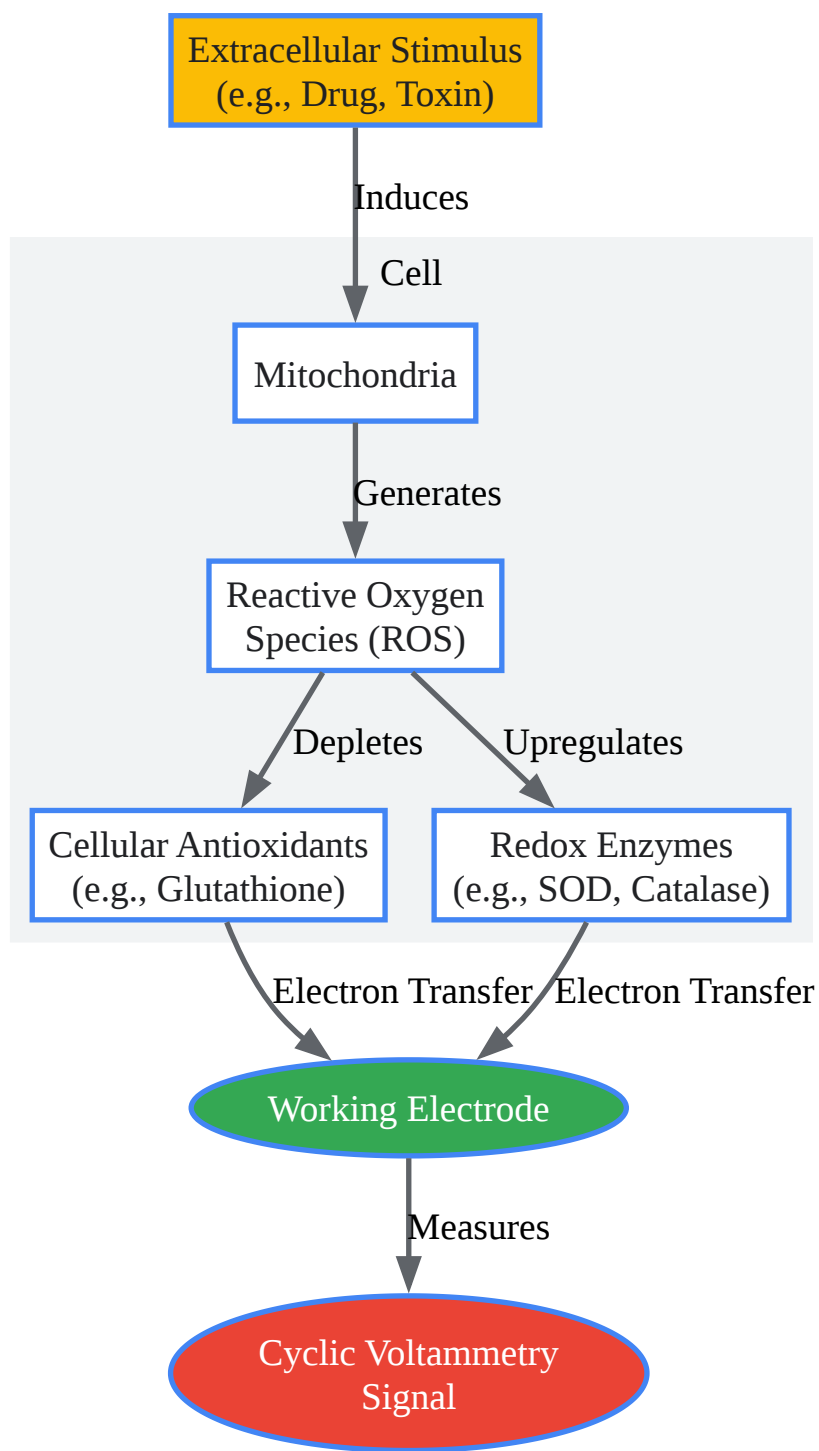 Extracellular Stimulus
(e.g., Drug, Toxin)
Induces
Cell
Mitochondria
Generates
Reactive Oxygen
Species (ROS)
Depletes
Upregulates
Cellular Antioxidants
(e.g., Glutathione)
Redox Enzymes
(e.g., SOD, Catalase)
Electron Transfer
Electron Transfer
Working Electrode
Measures
Cyclic Voltammetry
Signal